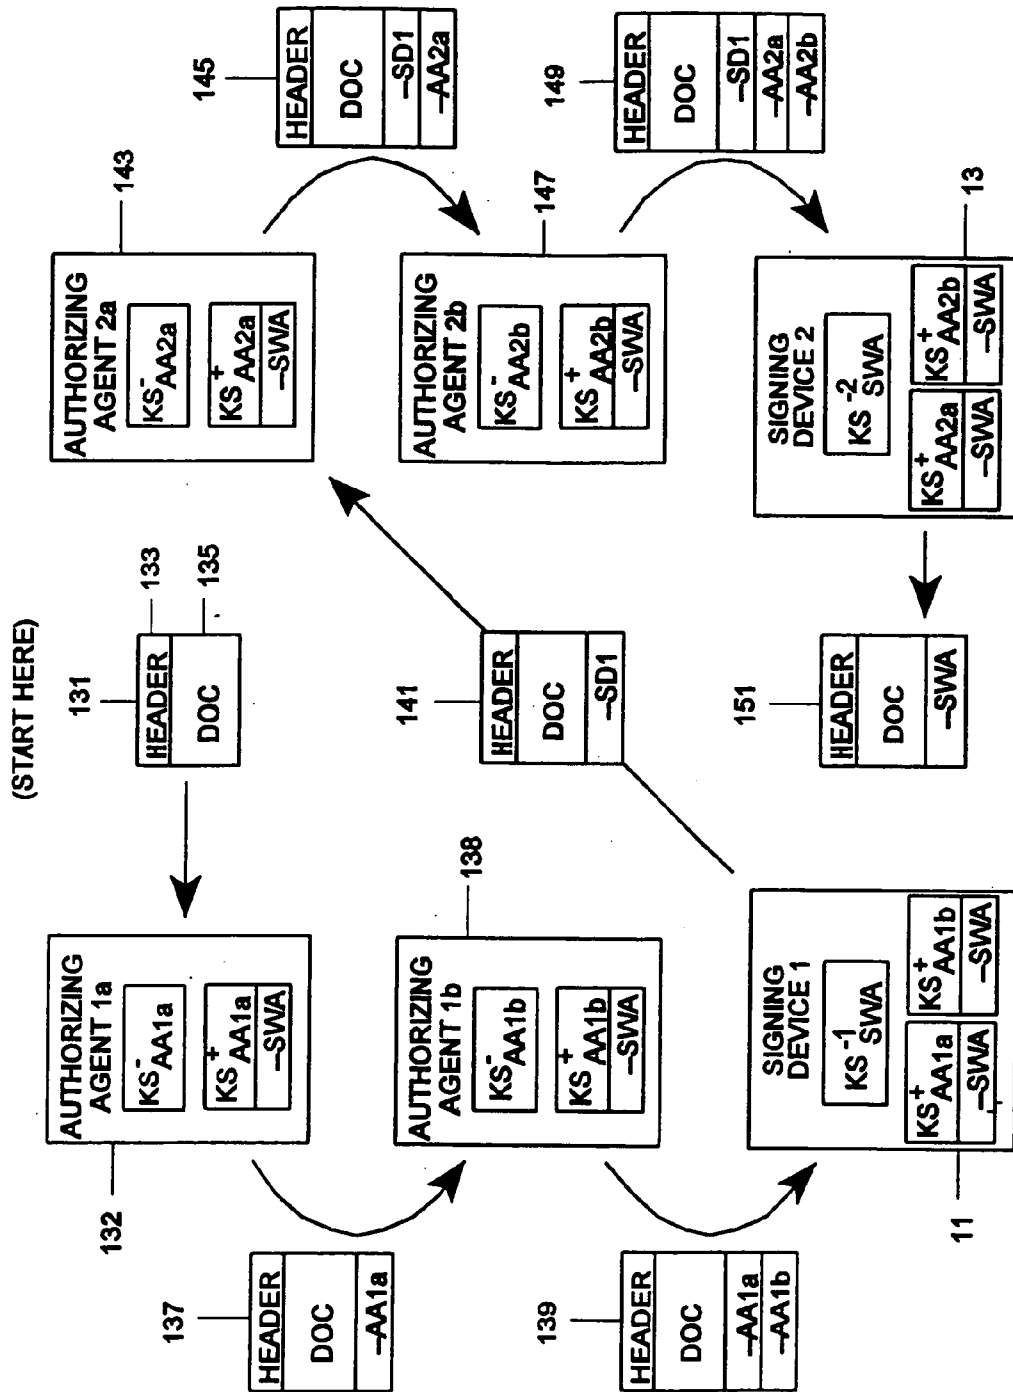 (START HERE)
131
HEADER
DOC
133
135
AUTHORIZING
AGENT 1a
KS-AA1a
KS+AA1a
–SWA
132
137
HEADER
DOC
–AA1a
AUTHORIZING
AGENT 1b
KS-AA1b
KS+AA1b
–SWA
138
139
HEADER
DOC
–AA1a
–AA1b
SIGNING
DEVICE 1
KS-1SWA
KS+AA1a
–SWA
KS+AA1b
–SWA
11
141
HEADER
DOC
–SD1
AUTHORIZING
AGENT 2a
KS-AA2a
KS+AA2a
–SWA
143
145
HEADER
DOC
–SD1
–AA2a
AUTHORIZING
AGENT 2b
KS-AA2b
KS+AA2b
–SWA
147
149
HEADER
DOC
–SD1
–AA2a
–AA2b
SIGNING
DEVICE 2
KS-2SWA
KS+AA2a
–SWA
KS+AA2b
–SWA
13
151
HEADER
DOC
–SWA